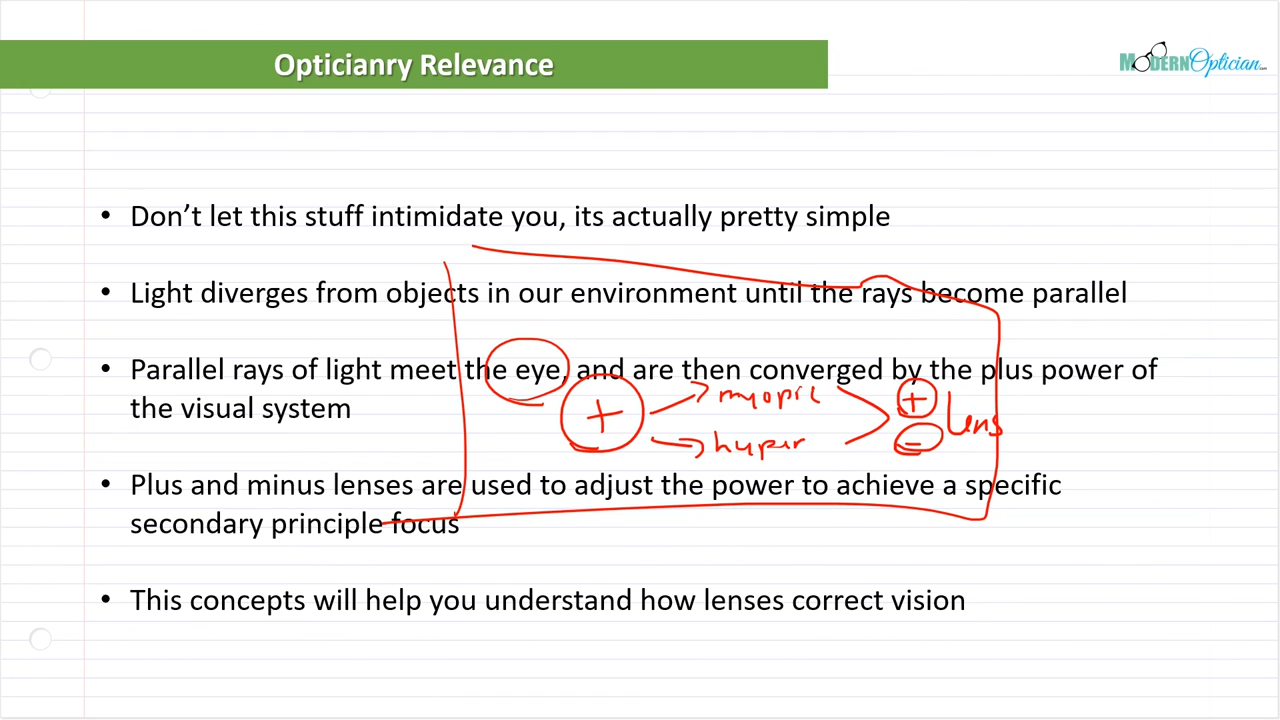 Opticianry Relevance
MODERNOptician.com
• Don't let this stuff intimidate you, its actually pretty simple
• Light diverges from objects in our environment until the rays become parallel
• Parallel rays of light meet the eye, and are then converged by the plus power of
the visual system
+ myopic + lens
hyper -
• Plus and minus lenses are used to adjust the power to achieve a specific
secondary principle focus
• This concepts will help you understand how lenses correct vision